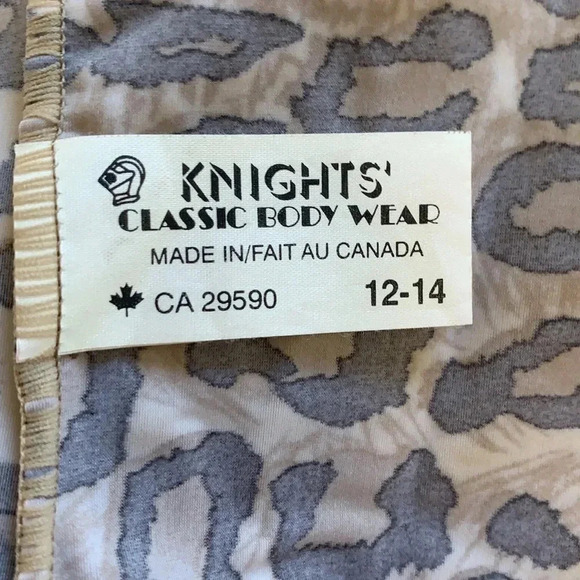 KNIGHTS'
CLASSIC BODY WEAR
MADE IN/FAIT AU CANADA
CA 29590 12-14